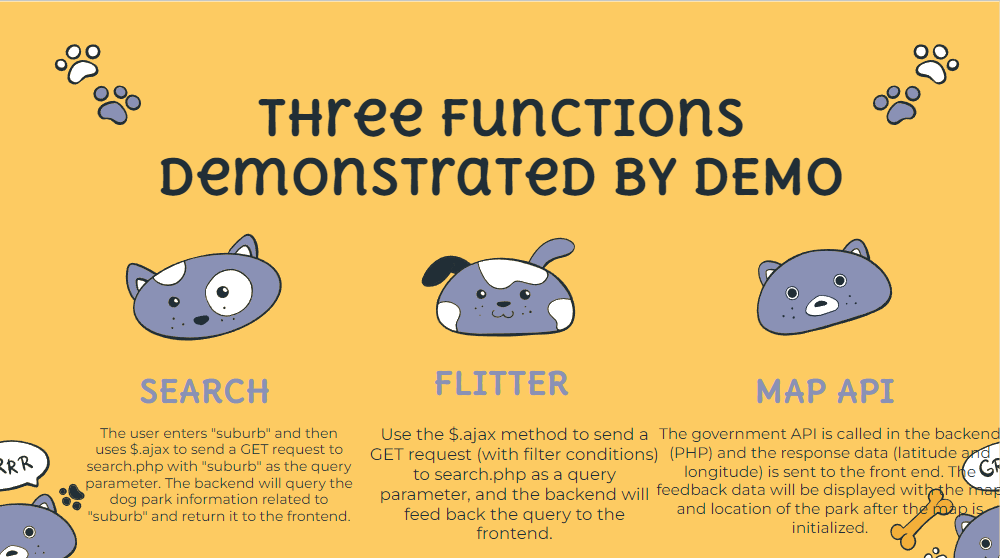 Three Functions
Demonstrated by Demo
SEARCH
The user enters "suburb" and then
uses $.ajax to send a GET request to
search.php with "suburb" as the query
parameter. The backend will query the
dog park information related to
"suburb" and return it to the frontend.
FLITTER
Use the $.ajax method to send a
GET request (with filter conditions)
to search.php as a query
parameter, and the backend will
feed back the query to the
frontend.
MAP API
The government API is called in the backend
(PHP) and the response data (latitude and
longitude) is sent to the front end. The
feedback data will be displayed with the map
and location of the park after the map is
initialized.